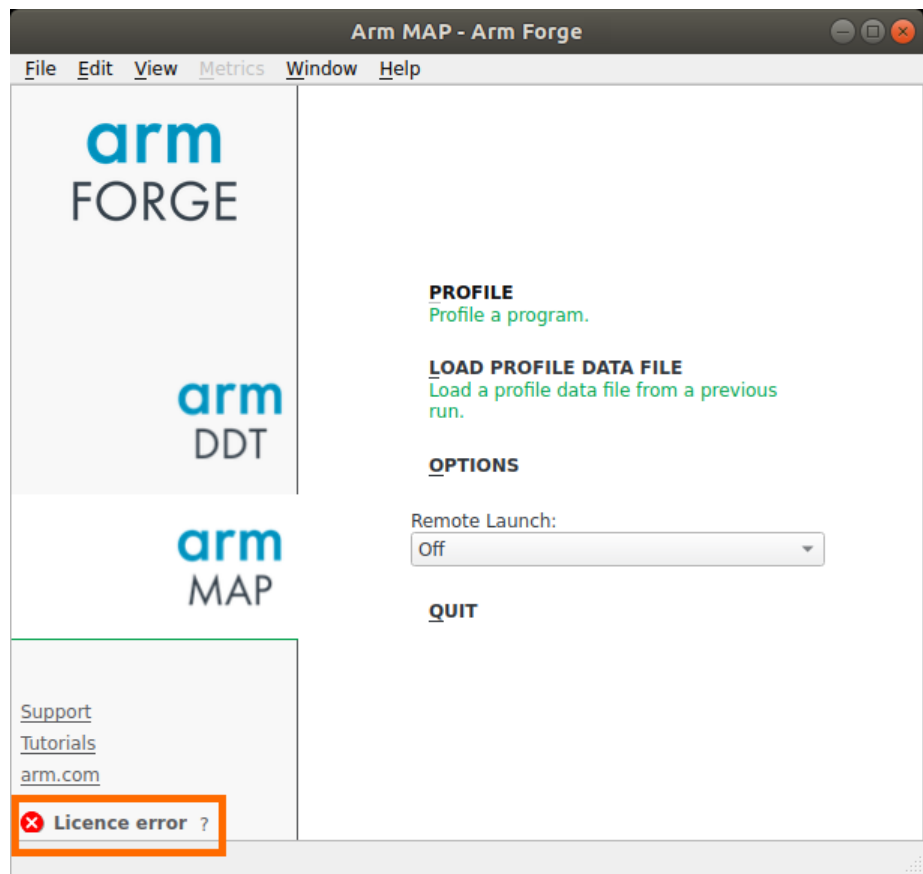 Arm MAP - Arm Forge
File Edit View Metrics Window Help
arm
FORGE
arm
DDT
arm
MAP
Support
Tutorials
arm.com
Licence error ?
PROFILE
Profile a program.
LOAD PROFILE DATA FILE
Load a profile data file from a previous
run.
OPTIONS
Remote Launch:
Off
QUIT